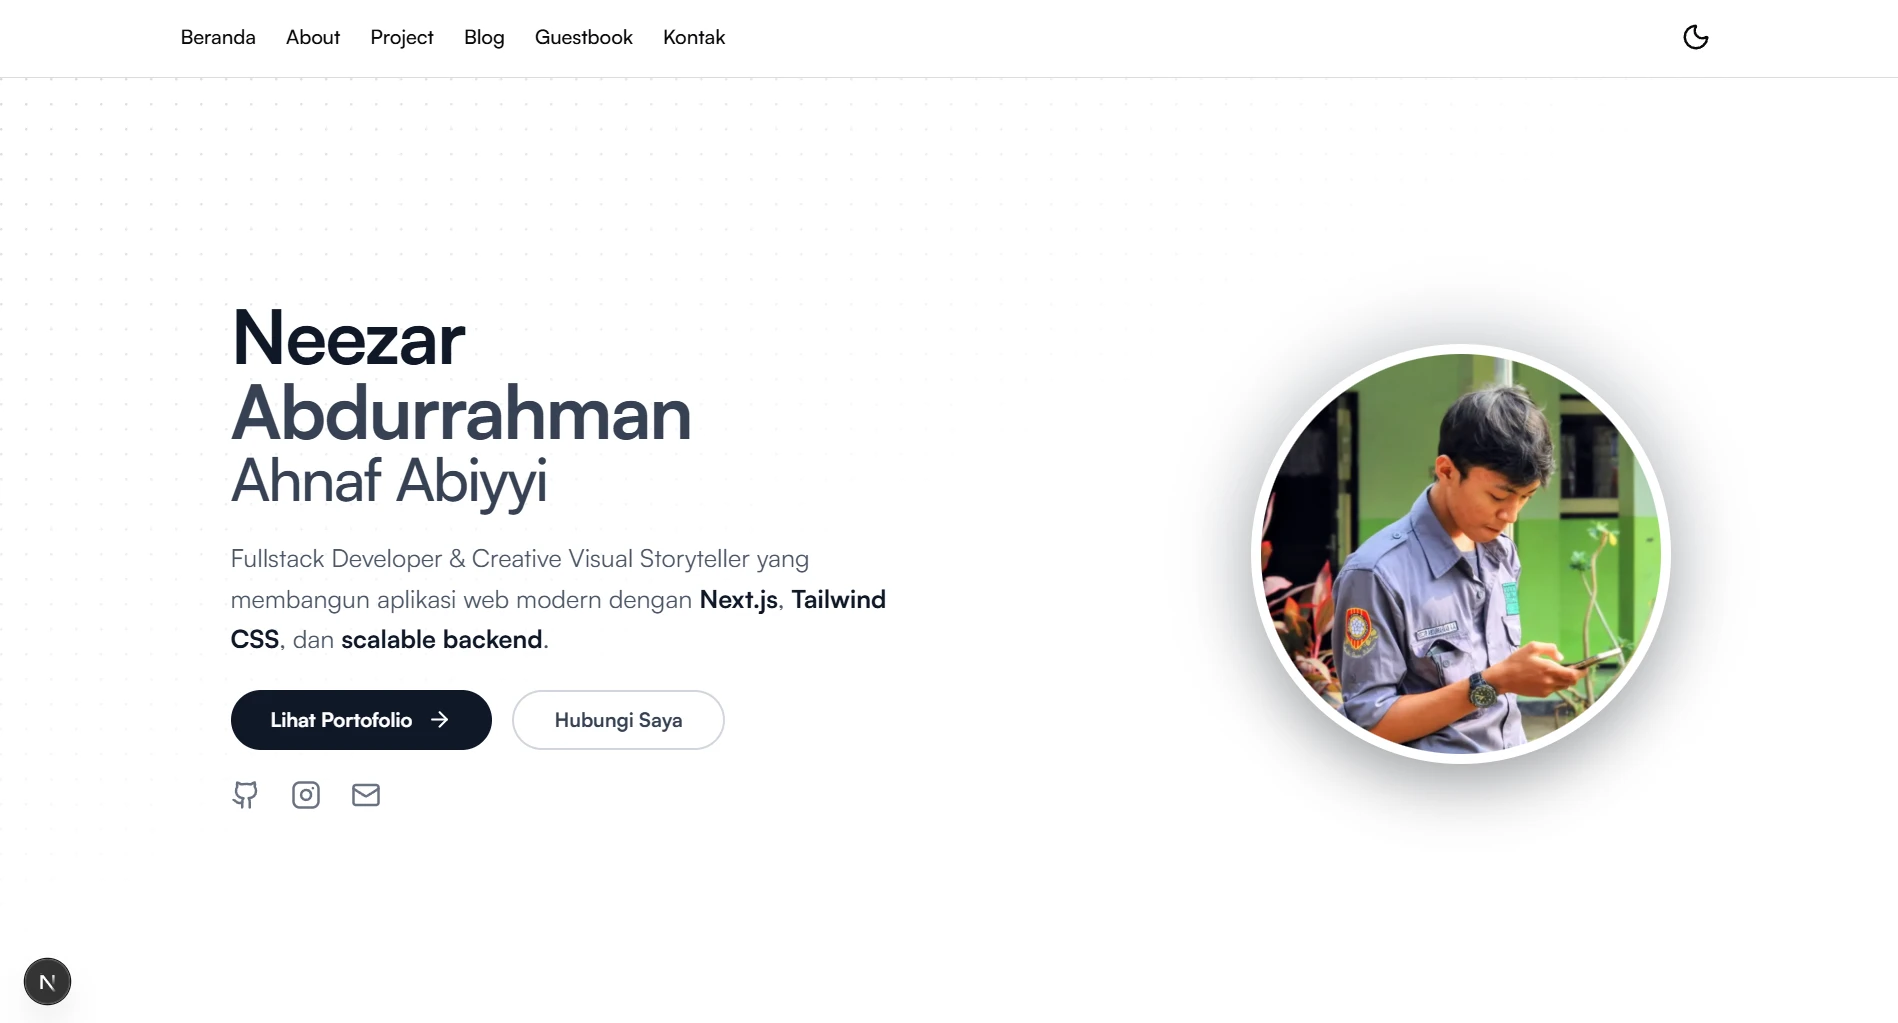 Beranda About Project Blog Guestbook Kontak
Neezar
Abdurrahman
Ahnaf Abiyyi
Fullstack Developer & Creative Visual Storyteller yang
membangun aplikasi web modern dengan Next.js, Tailwind
CSS, dan scalable backend.
Lihat Portofolio →
Hubungi Saya
N